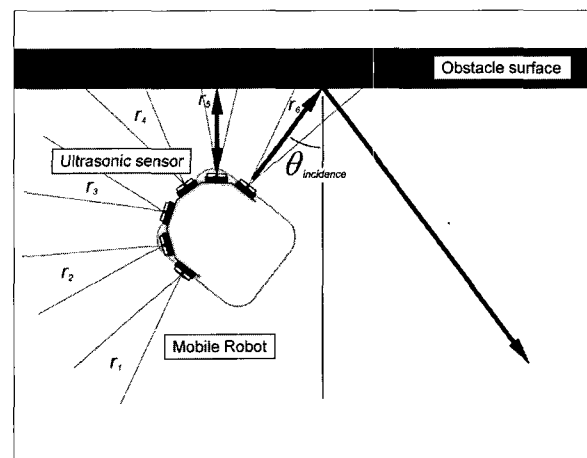 Obstacle surface
r5
r6
r4
θincidence
Ultrasonic sensor
r3
r2
Mobile Robot
r1